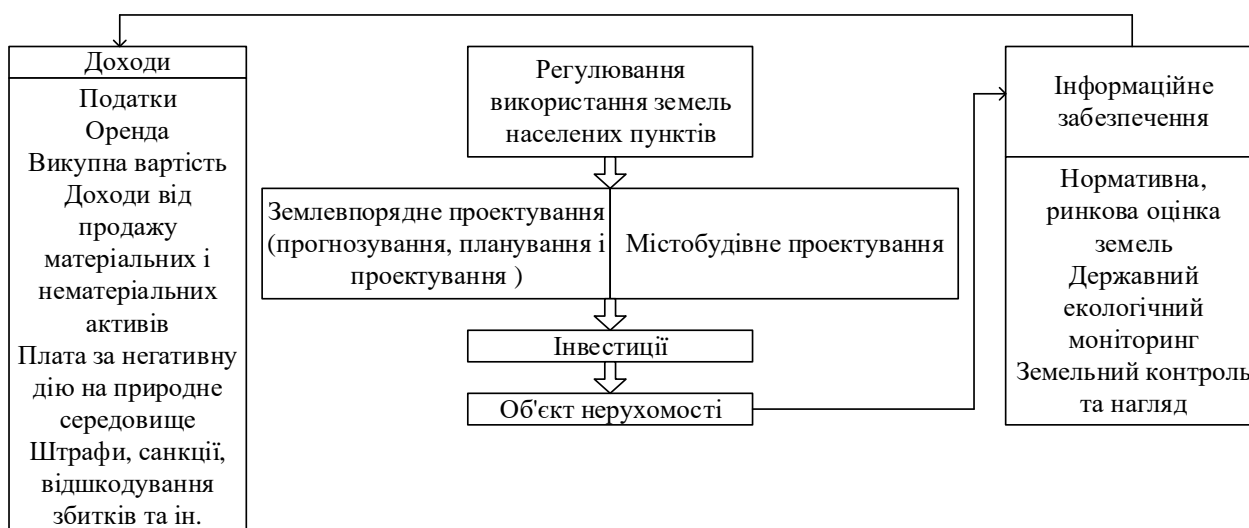 Доходи
Податки
Оренда
Викупна вартість
Доходи від
продажу
матеріальних і
нематеріальних
активів
Плата за негативну
дію на природне
середовище
Штрафи, санкції,
відшкодування
збитків та ін.
Регулювання
використання земель
населених пунктів
Землевпорядне проектування
(прогнозування, планування і
проектування )
Містобудівне проектування
Інвестиції
Об'єкт нерухомості
Інформаційне
забезпечення
Нормативна,
ринкова оцінка
земель
Державний
екологічний
моніторинг
Земельний контроль
та нагляд